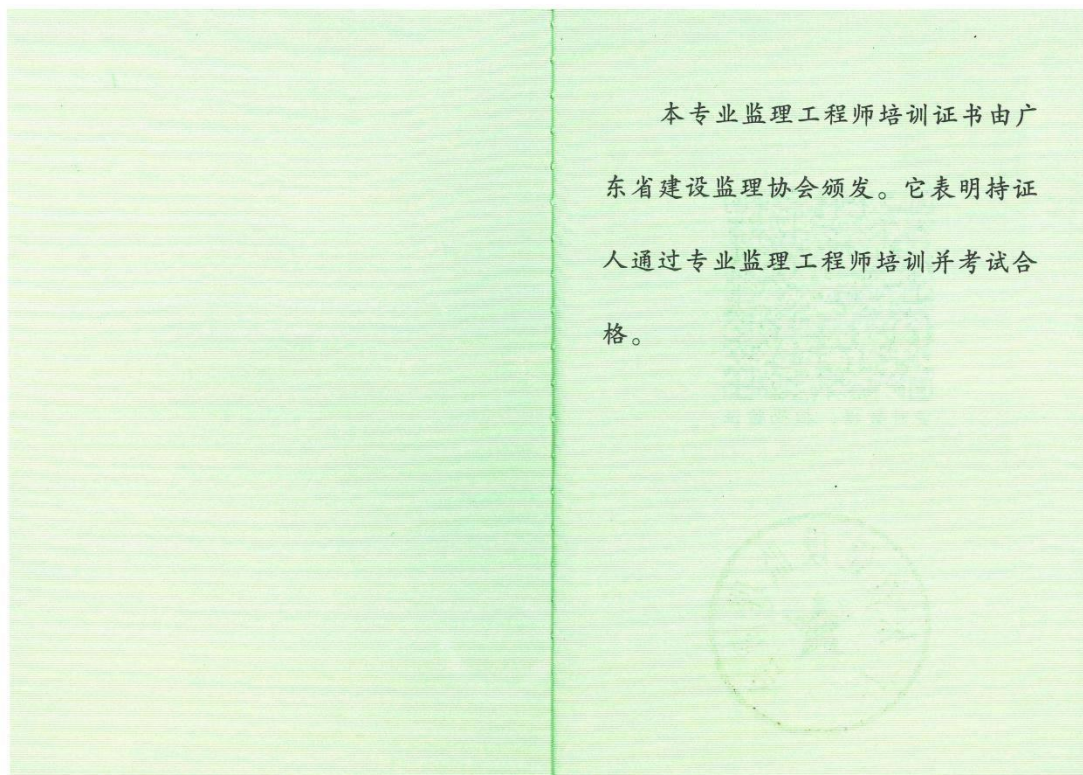 本专业监理工程师培训证书由广
东省建设监理协会颁发。它表明持证
人通过专业监理工程师培训并考试合
格。